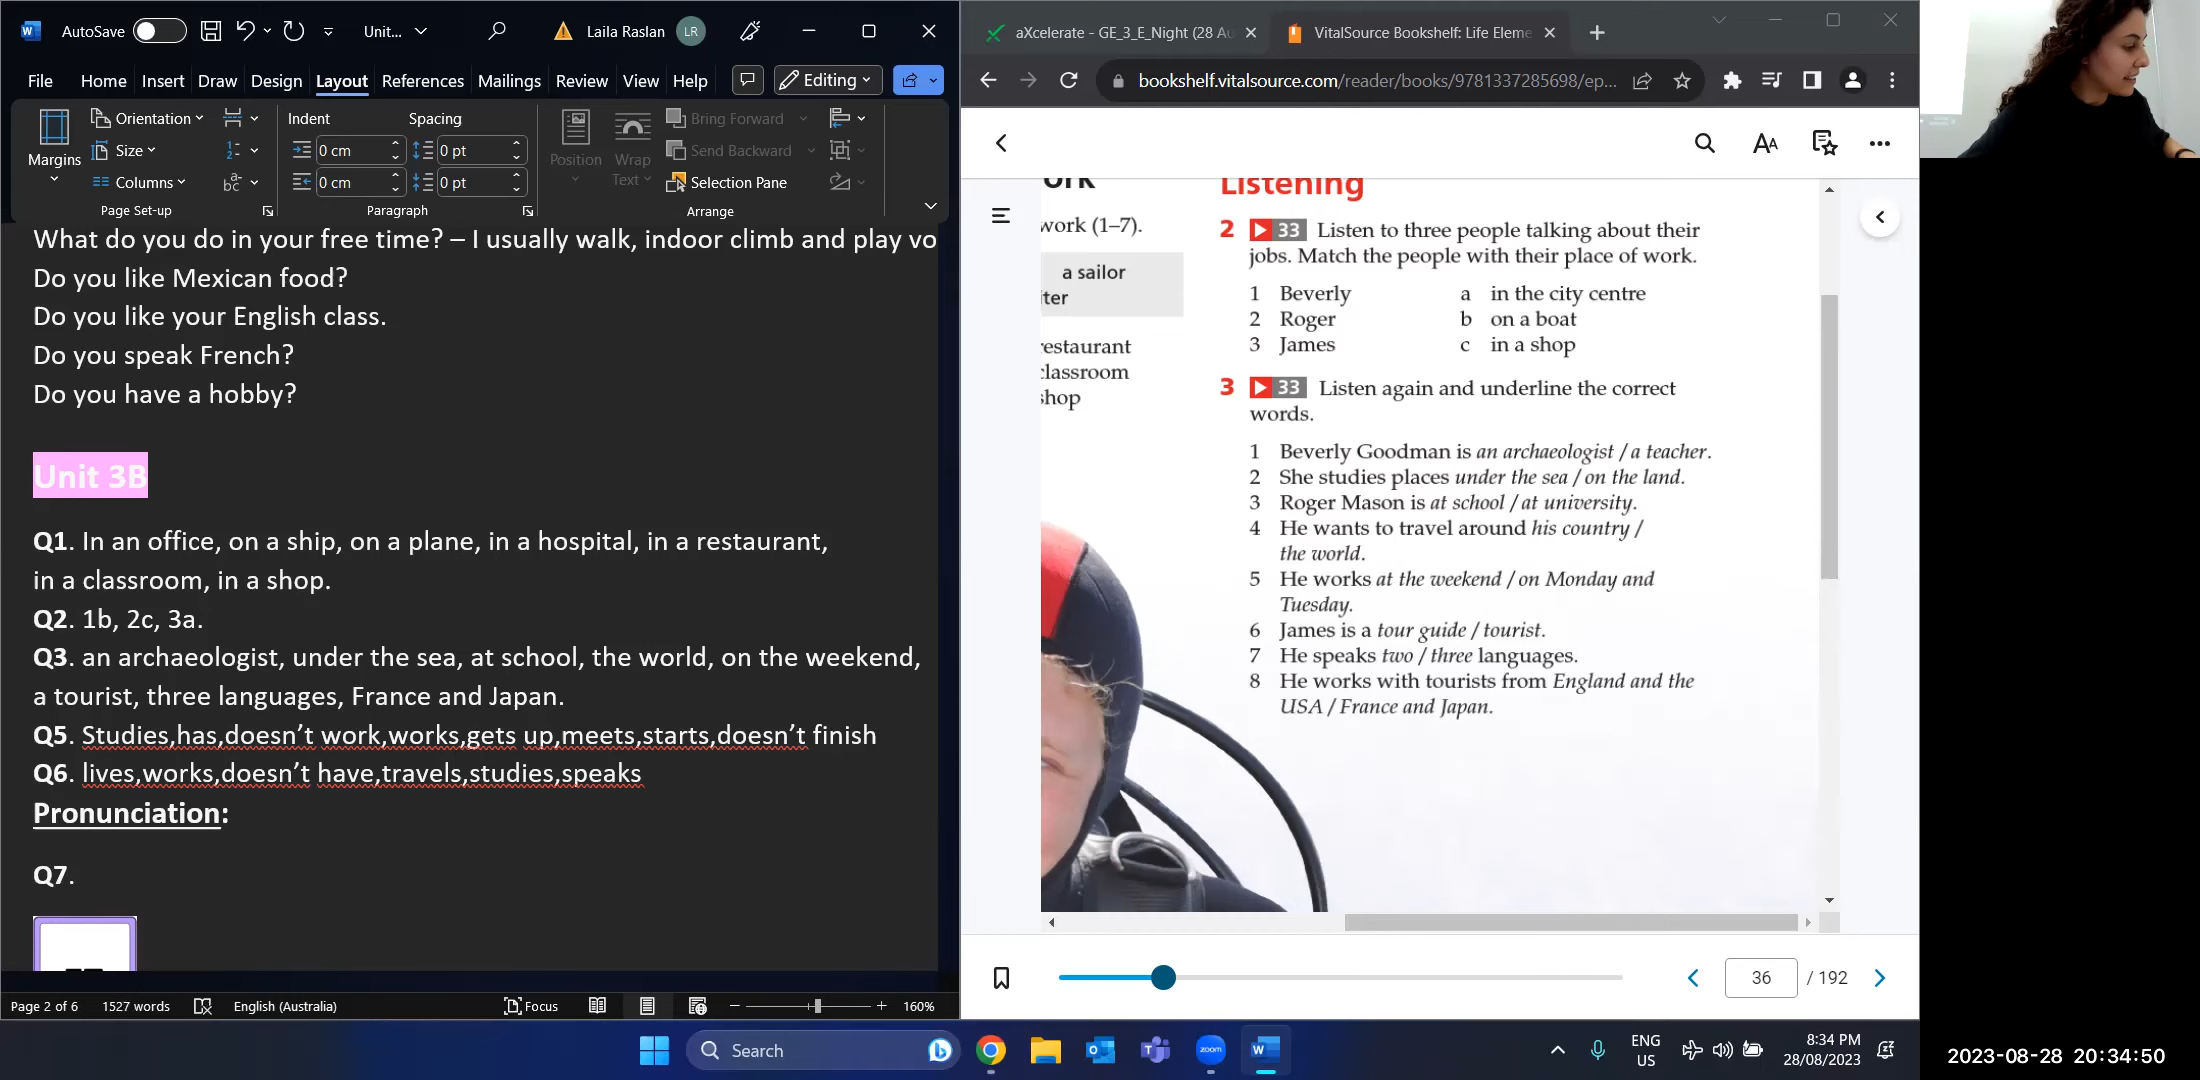 AutoSave
Unit...
Laila Raslan
LR
File Home Insert Draw Design Layout References Mailings Review View Help
Editing
Margins
Orientation
Size
Columns
Page Set-up
Indent
Spacing
0 cm
0 pt
0 cm
0 pt
Paragraph
Position
Wrap
Text
Bring Forward
Send Backward
Selection Pane
Arrange
What do you do in your free time? – I usually walk, indoor climb and play vo
Do you like Mexican food?
Do you like your English class.
Do you speak French?
Do you have a hobby?
Unit 3B
Q1. In an office, on a ship, on a plane, in a hospital, in a restaurant,
in a classroom, in a shop.
Q2. 1b, 2c, 3a.
Q3. an archaeologist, under the sea, at school, the world, on the weekend,
a tourist, three languages, France and Japan.
Q5. Studies,has,doesn't work,works,gets up,meets,starts,doesn't finish
Q6. lives,works,doesn't have,travels,studies,speaks
Pronunciation:
Q7.
Page 2 of 6 1527 words English (Australia) Focus 160%
aXcelerate - GE_3_E_Night (28 Au
VitalSource Bookshelf: Life Eleme
bookshelf.vitalsource.com/reader/books/9781337285698/ep...
ork
work (1–7).
a sailor
iter
restaurant
classroom
shop
Listening
2 33 Listen to three people talking about their
jobs. Match the people with their place of work.
1 Beverly a in the city centre
2 Roger b on a boat
3 James c in a shop
3 33 Listen again and underline the correct
words.
1 Beverly Goodman is an archaeologist / a teacher.
2 She studies places under the sea / on the land.
3 Roger Mason is at school / at university.
4 He wants to travel around his country /
the world.
5 He works at the weekend / on Monday and
Tuesday.
6 James is a tour guide / tourist.
7 He speaks two / three languages.
8 He works with tourists from England and the
USA / France and Japan.
36 / 192
Search
zoom
ENG
US
8:34 PM
28/08/2023
2023-08-28 20:34:50